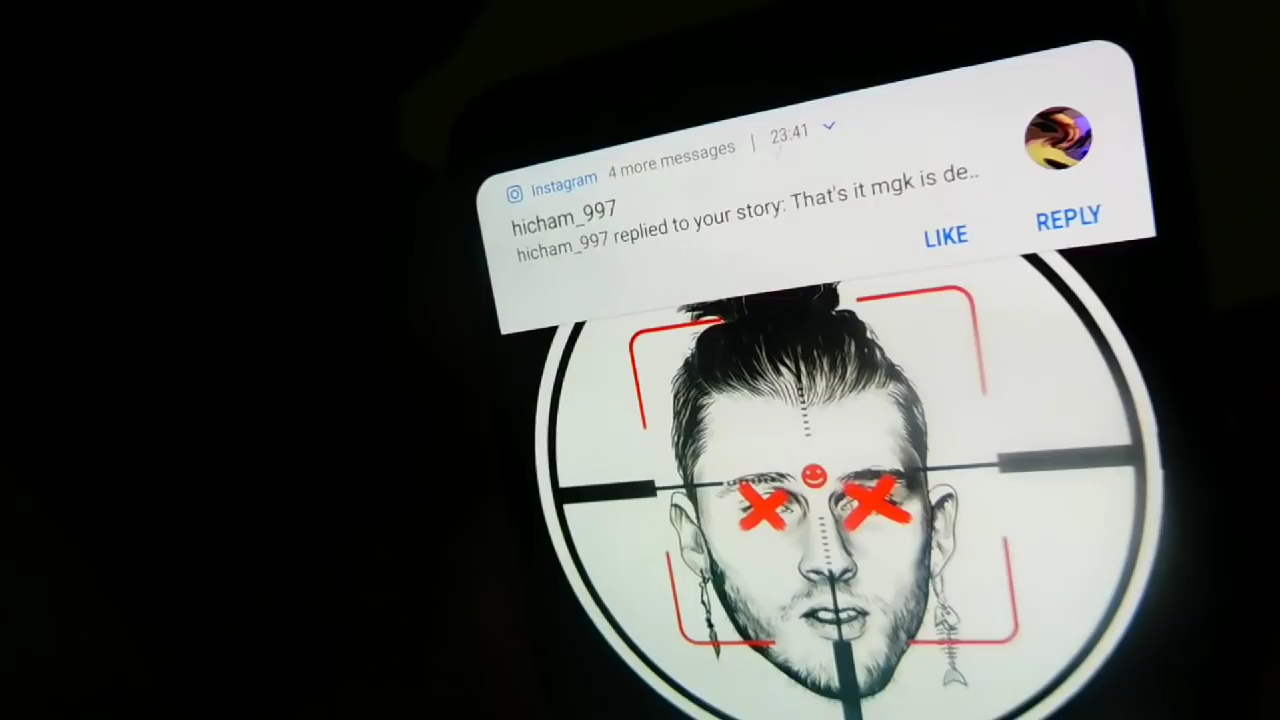 Instagram 4 more messages | 23:41
hicham_997
hicham_997 replied to your story: That's it mgk is de..
LIKE REPLY